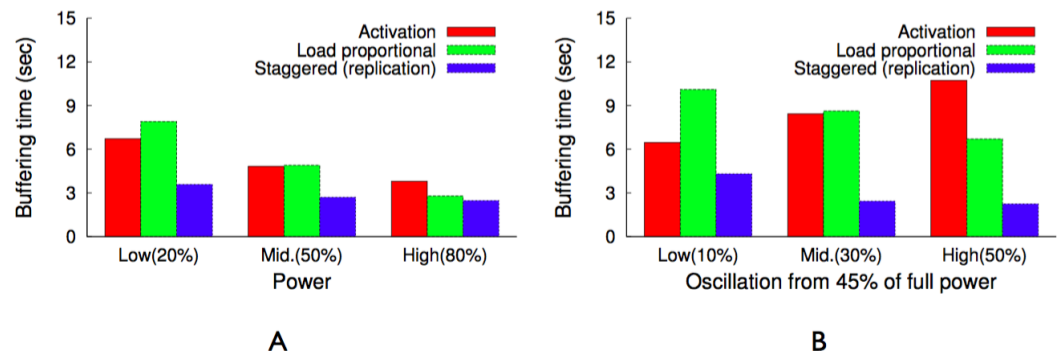 15
12
9
6
3
0
Buffering time (sec)
Activation
Load proportional
Staggered (replication)
Low(20%) Mid.(50%) High(80%)
Power
A
15
12
9
6
3
0
Buffering time (sec)
Activation
Load proportional
Staggered (replication)
Low(10%) Mid.(30%) High(50%)
Oscillation from 45% of full power
B